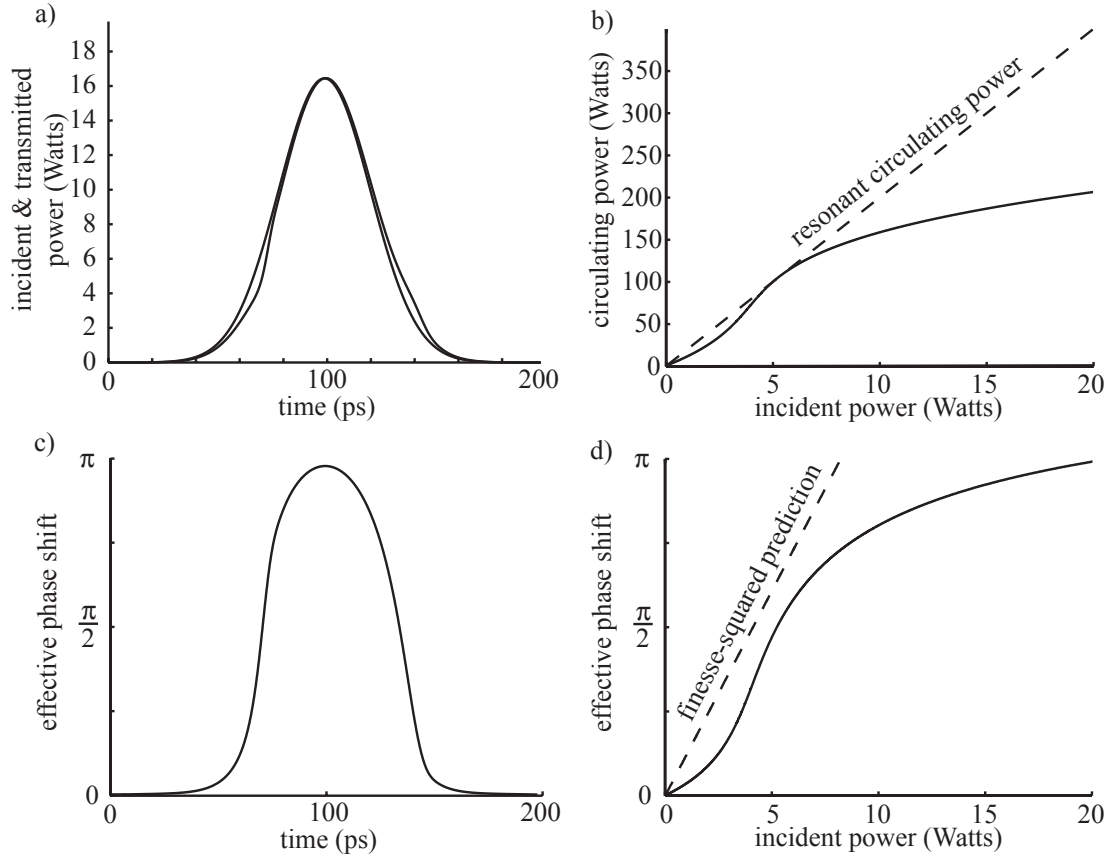 a)
incident & transmitted
power (Watts)
18
16
14
12
10
8
6
4
2
0
0
100
200
time (ps)
b)
circulating power (Watts)
350
300
250
200
150
100
50
0
resonant circulating power
0
5
10
15
20
incident power (Watts)
c)
effective phase shift
π
π
2
0
0
100
200
time (ps)
d)
effective phase shift
π
π
2
0
finesse-squared prediction
0
5
10
15
20
incident power (Watts)